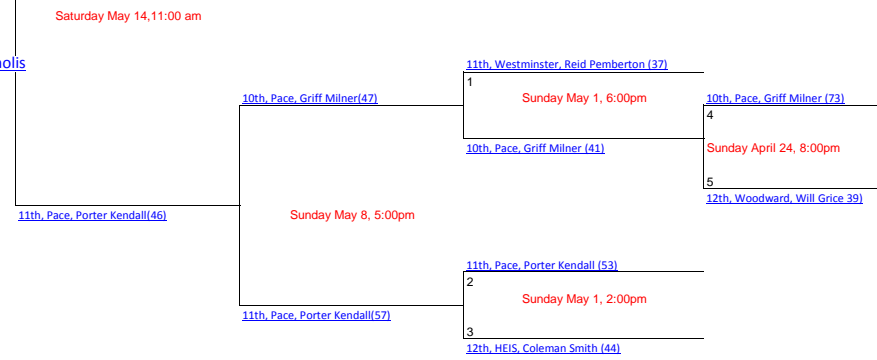 Saturday May 14,11:00 am
11th, Westminster, Reid Pemberton (37)
1
10th, Pace, Griff Milner(47)
Sunday May 1, 6:00pm
10th, Pace, Griff Milner (73)
4
10th, Pace, Griff Milner (41)
Sunday April 24, 8:00pm
5
12th, Woodward, Will Grice 39)
11th, Pace, Porter Kendall(46)
Sunday May 8, 5:00pm
11th, Pace, Porter Kendall (53)
2
Sunday May 1, 2:00pm
11th, Pace, Porter Kendall(57)
3
12th, HEIS, Coleman Smith (44)